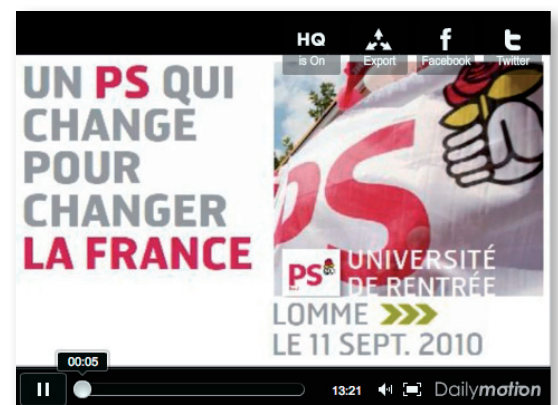 HQ
is On
Export
Facebook
Twitter
UN PS QUI
CHANGE
POUR
CHANGER
LA FRANCE
PS
PS
UNIVERSITÉ
DE RENTRÉE
LOMME >>>
LE 11 SEPT. 2010
00:05
13:21
Dailymotion